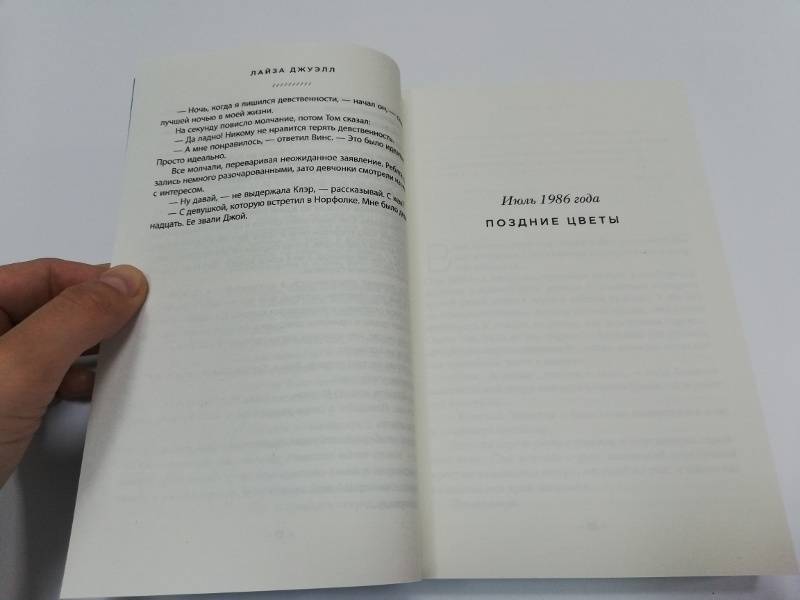 ЛАЙЗА ДЖУЭЛЛ
— Ночь, когда я лишился девственности, — начал он, —
лучшей ночью в моей жизни.
На секунду повисло молчание, потом Том сказал:
— Да ладно! Никому не нравится терять девственность.
— А мне понравилось, — ответил Винс. — Это было
Просто идеально.
Все молчали, переваривая неожиданное заявление.
зались немного разочарованными, зато девчонки смотрели
с интересом.
— Ну давай, — не выдержала Клэр, — рассказывай. С
— С девушкой, которую встретил в Норфолке. Мне было
надцать. Ее звали Джой.
Июль 1986 года
ПОЗДНИЕ ЦВЕТЫ